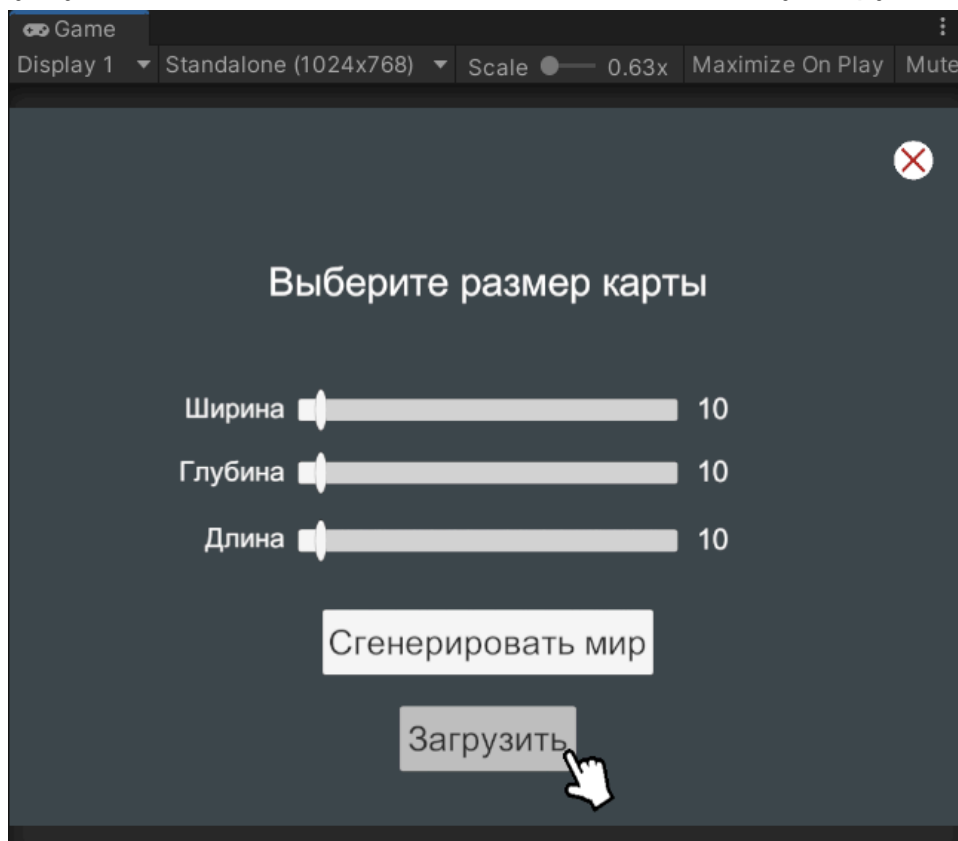 Game
Display 1 Standalone (1024x768) Scale 0.63x Maximize On Play Mute
Выберите размер карты
Ширина 10
Глубина 10
Длина 10
Сгенерировать мир
Загрузить